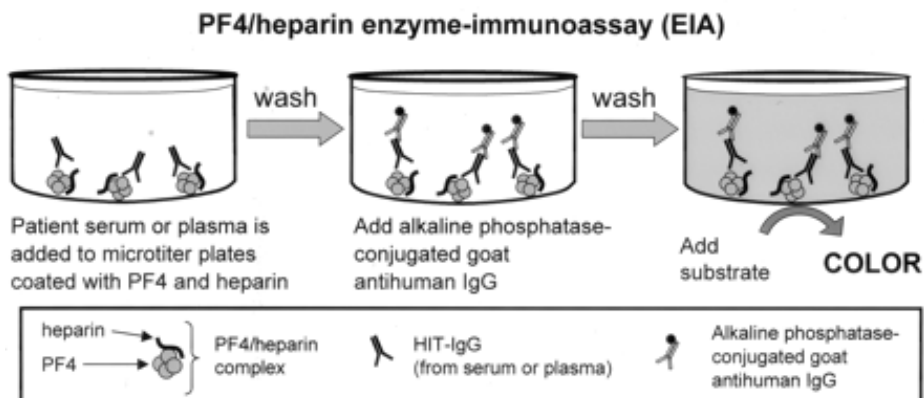 PF4/heparin enzyme-immunoassay (EIA)
wash
wash
Patient serum or plasma is
added to microtiter plates
coated with PF4 and heparin
Add alkaline phosphatase-
conjugated goat
antihuman IgG
Add
substrate
COLOR
heparin
PF4
PF4/heparin
complex
HIT-IgG
(from serum or plasma)
Alkaline phosphatase-
conjugated goat
antihuman IgG